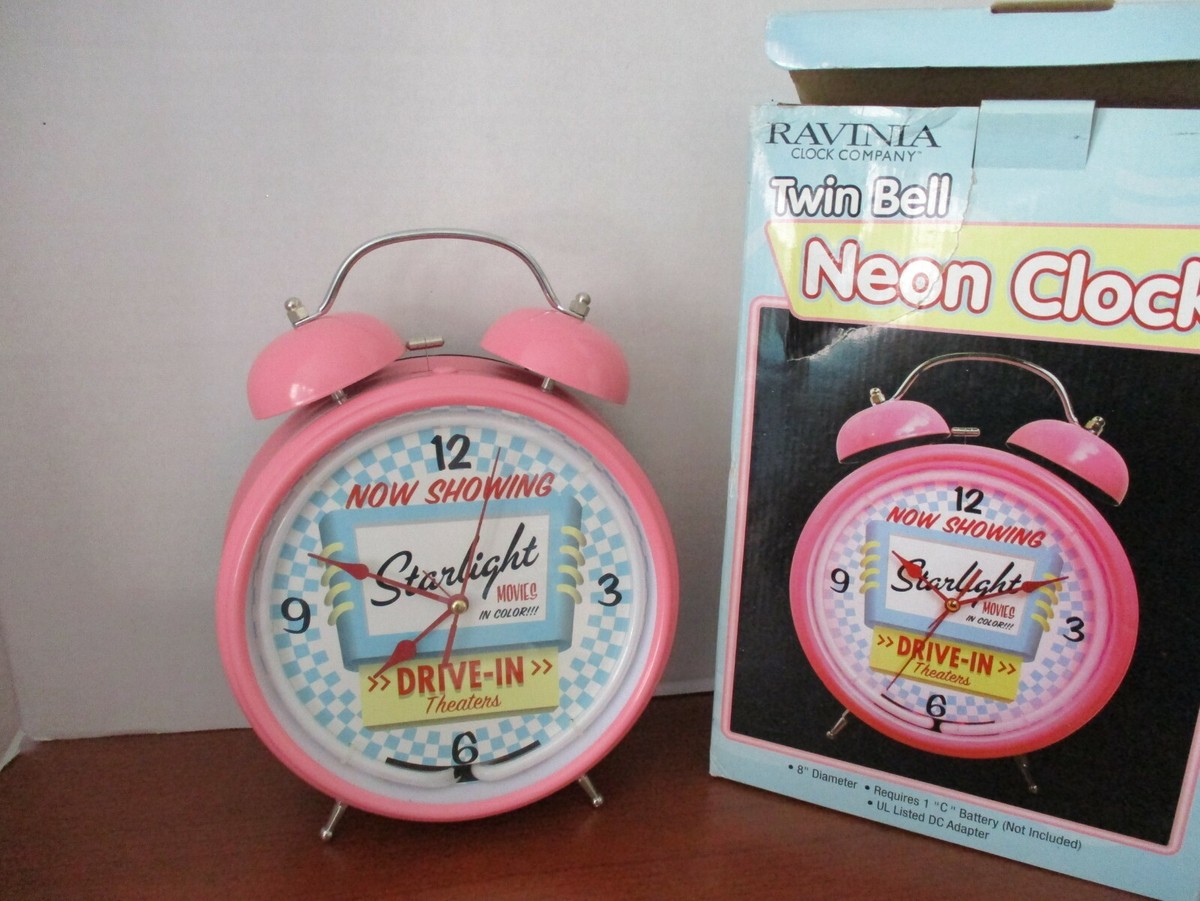 12
NOW SHOWING
Starlight
MOVIES
IN COLOR!!!
9
3
>> DRIVE-IN >>
Theaters
6
RAVINIA
CLOCK COMPANY™
Twin Bell
Neon Clock
12
NOW SHOWING
Starlight
MOVIES
IN COLOR!!!
9
3
>> DRIVE-IN >>
Theaters
6
• 8" Diameter • Requires 1 "C" Battery (Not Included)
• UL Listed DC Adapter